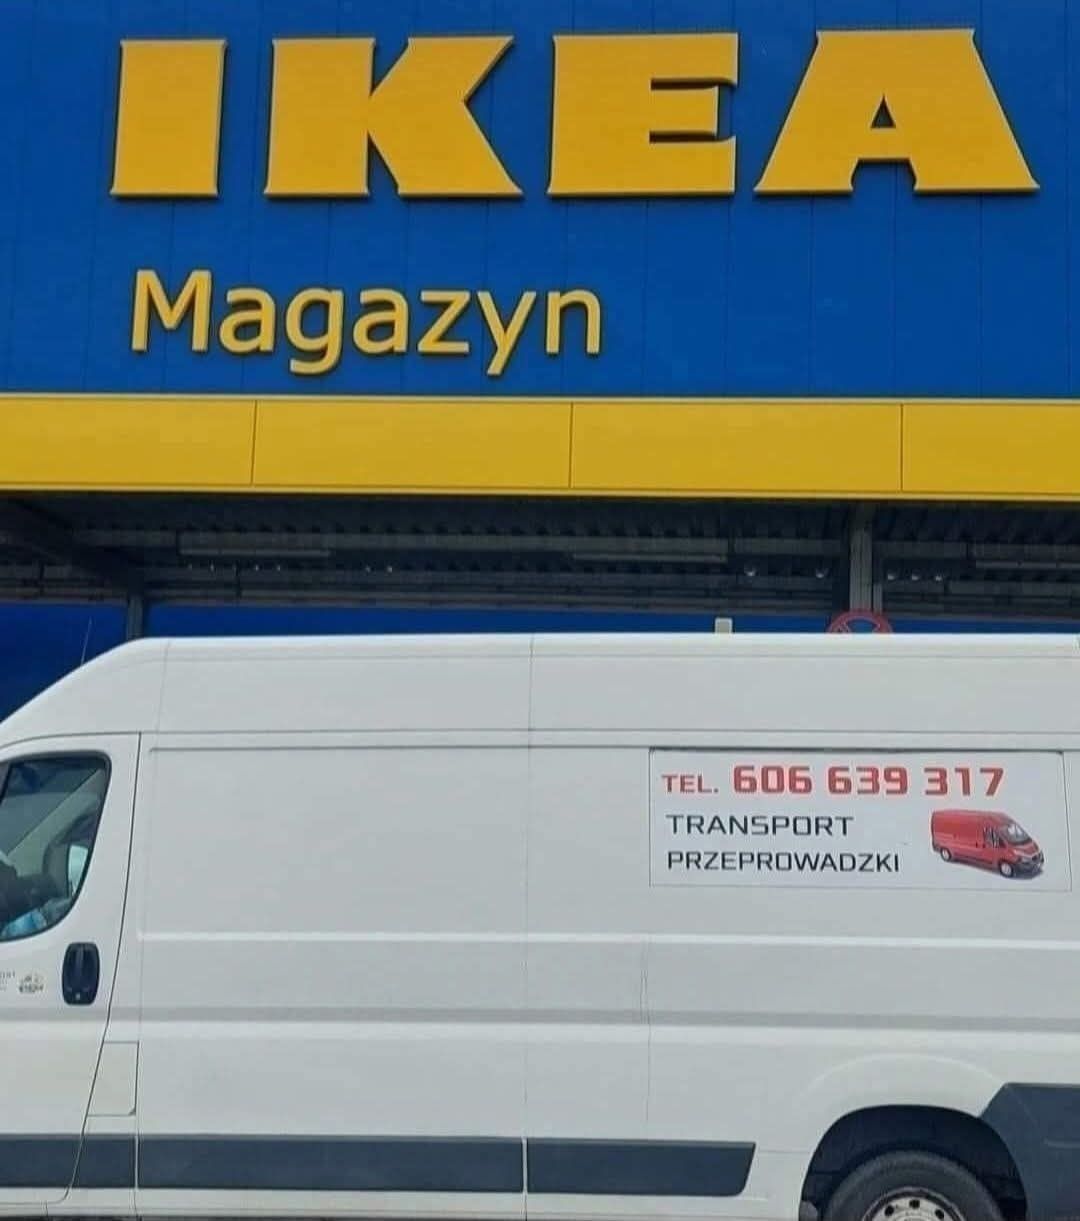 IKEA
Magazyn
TEL. 606 639 317
TRANSPORT
PRZEPROWADZKI